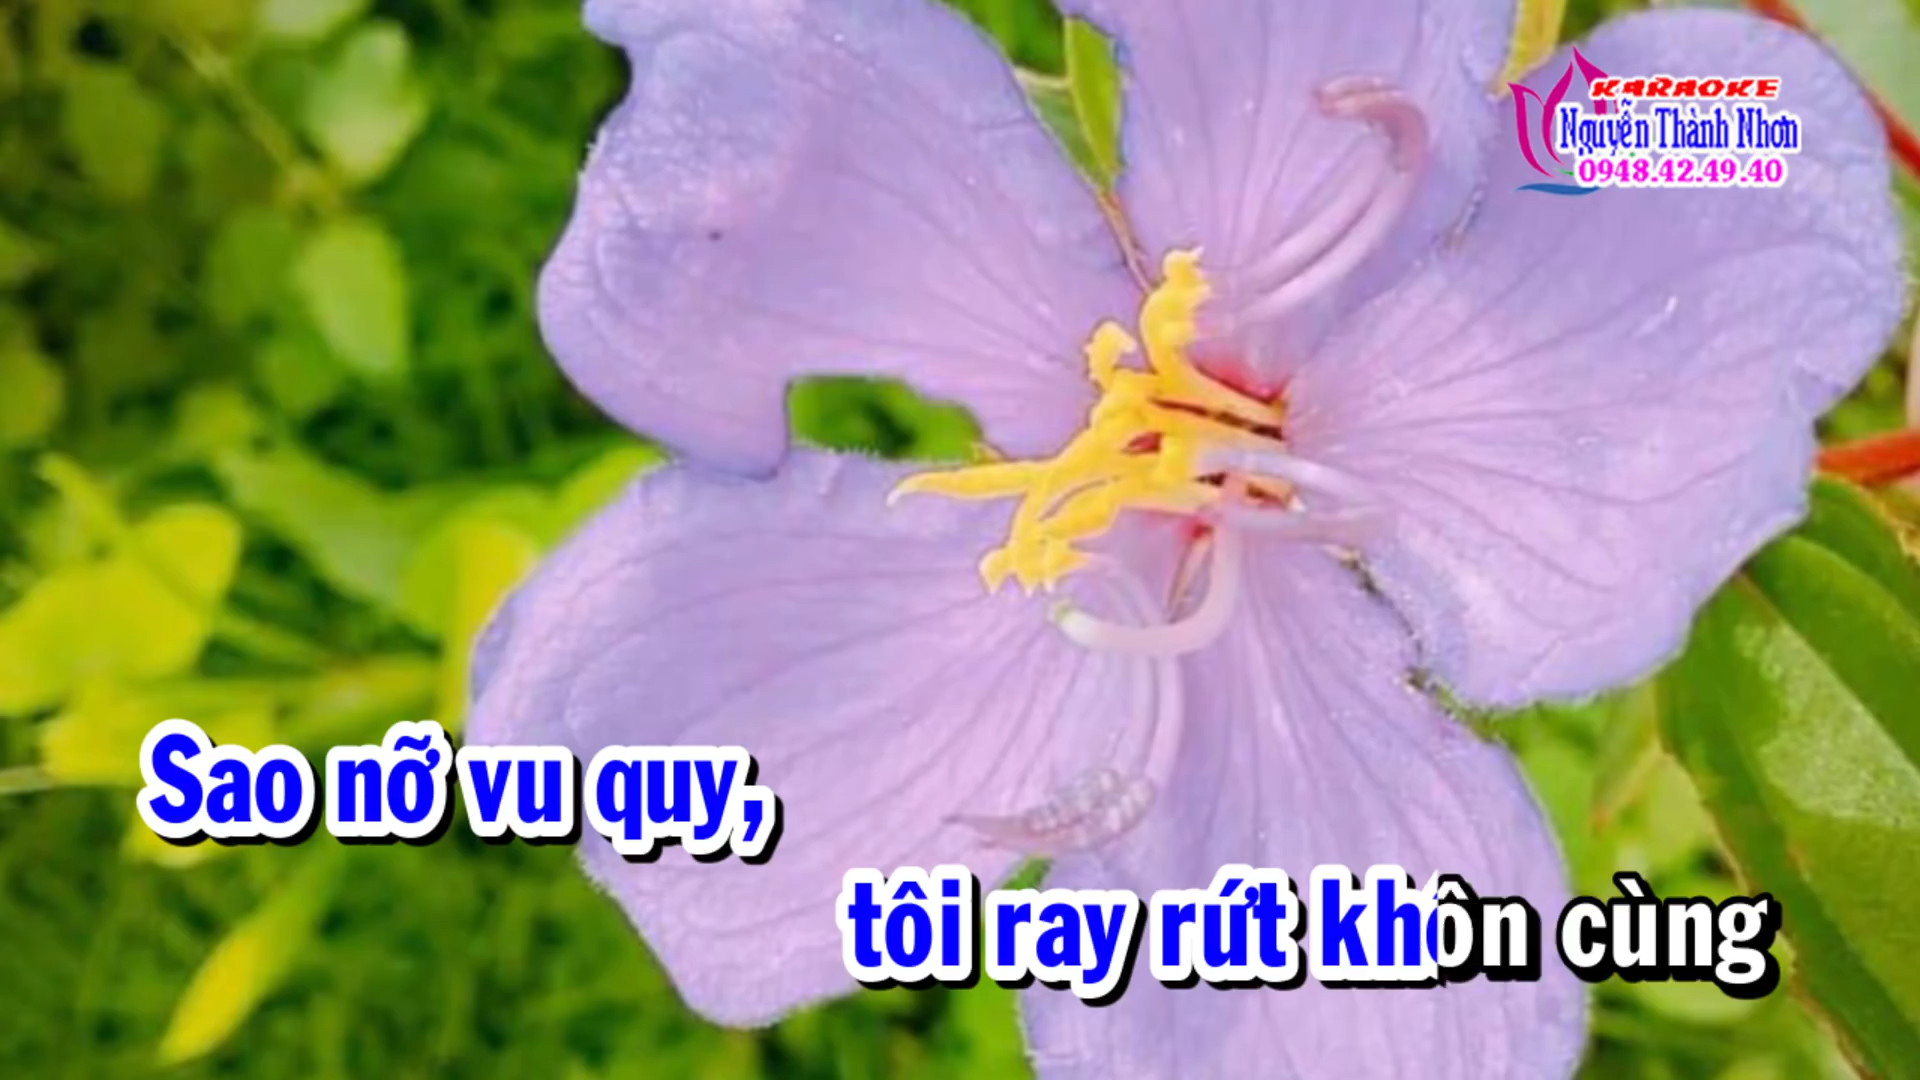 KARAOKE
Nguyễn Thành Nhơn
0948.42.49.40
Sao nỡ vu quy,
tôi ray rứt khôn cùng